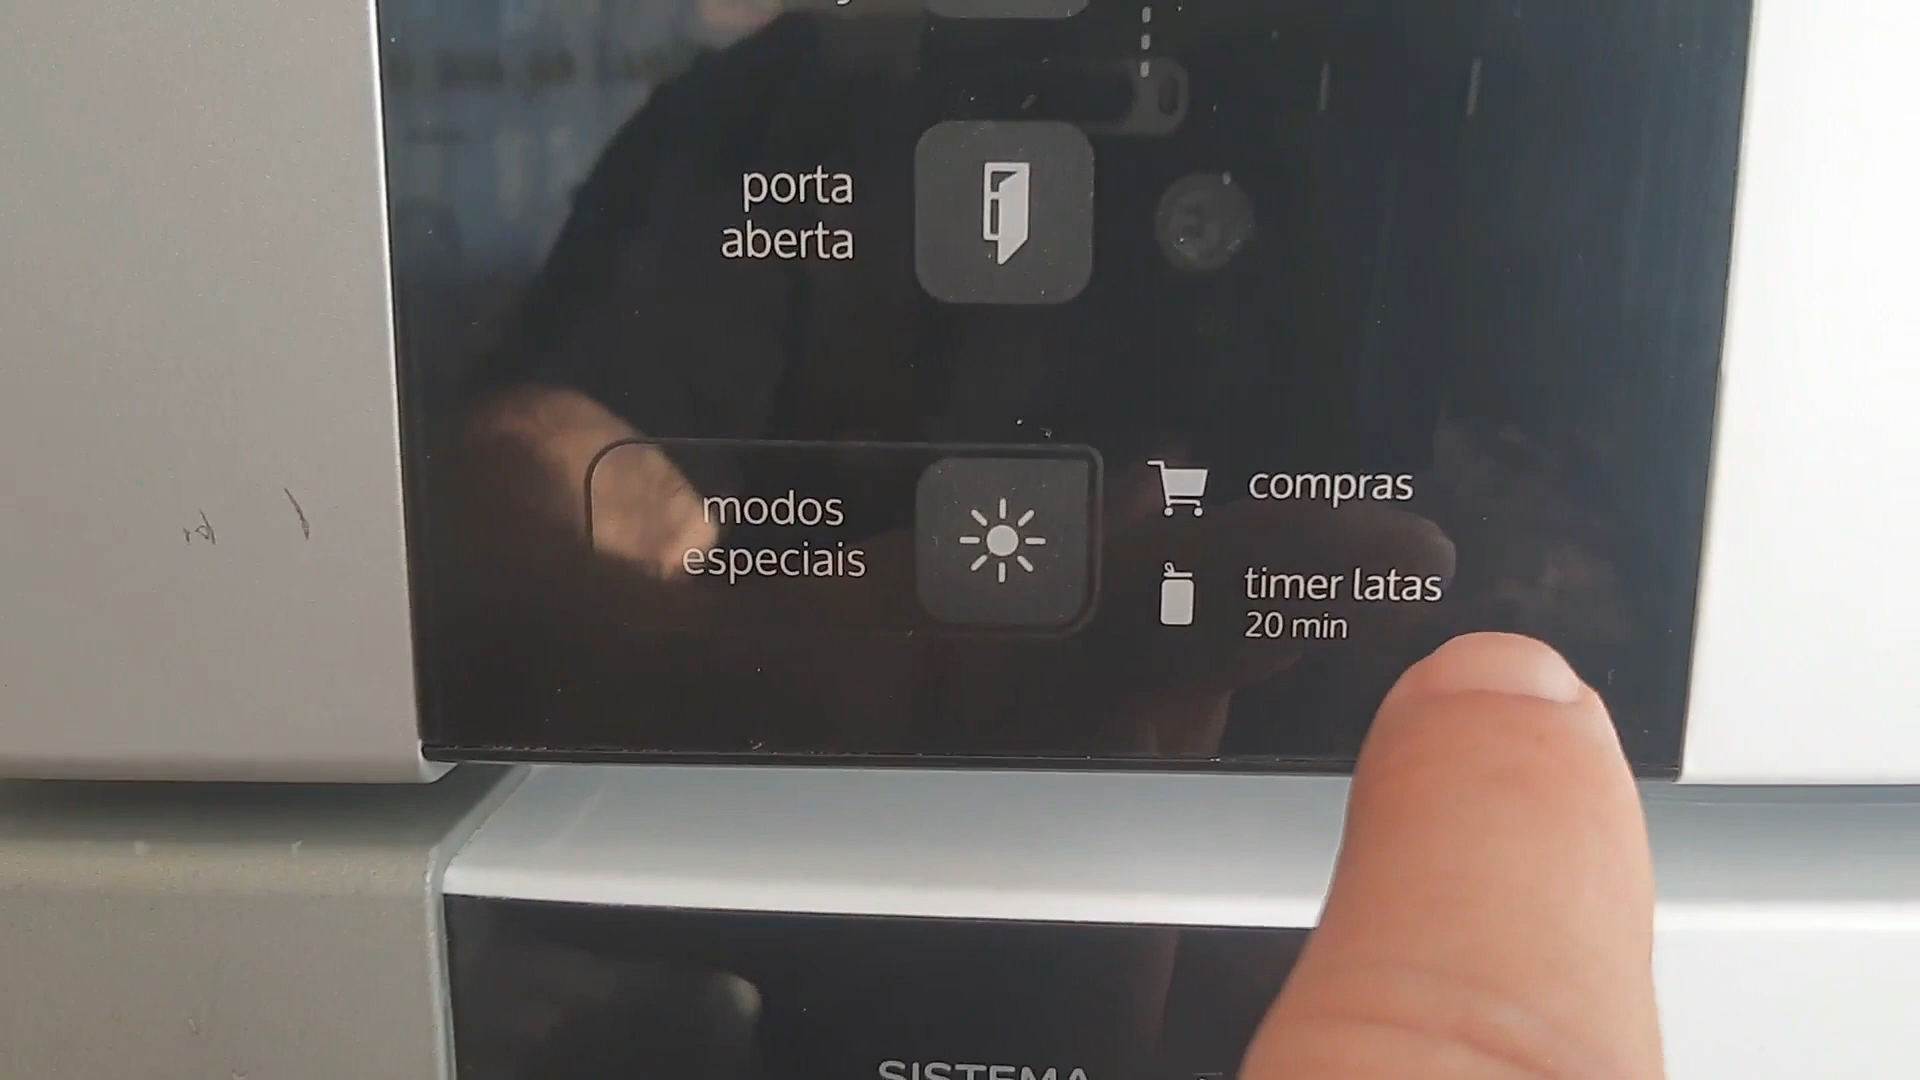 porta
aberta
modos
especiais
compras
timer latas
20 min
SISTEMA